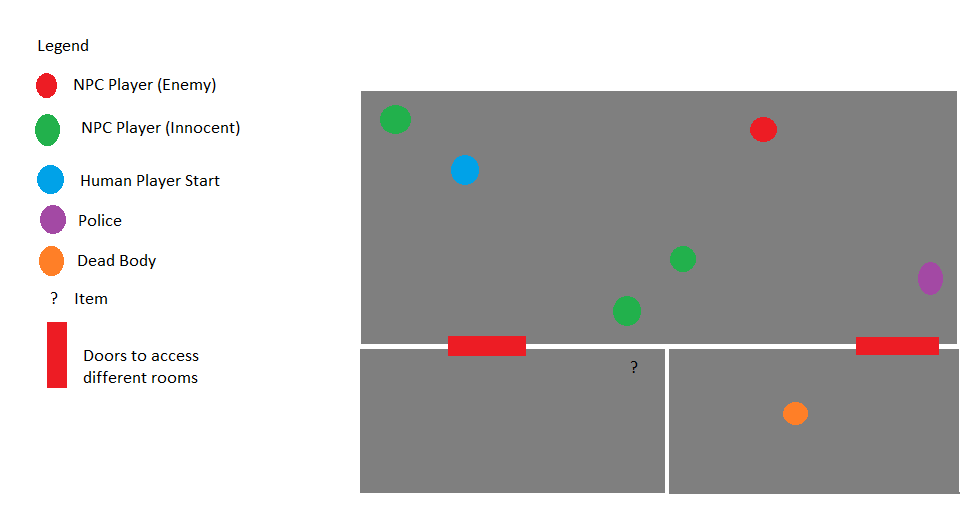 Legend
NPC Player (Enemy)
NPC Player (Innocent)
Human Player Start
Police
Dead Body
? Item
Doors to access
different rooms
?